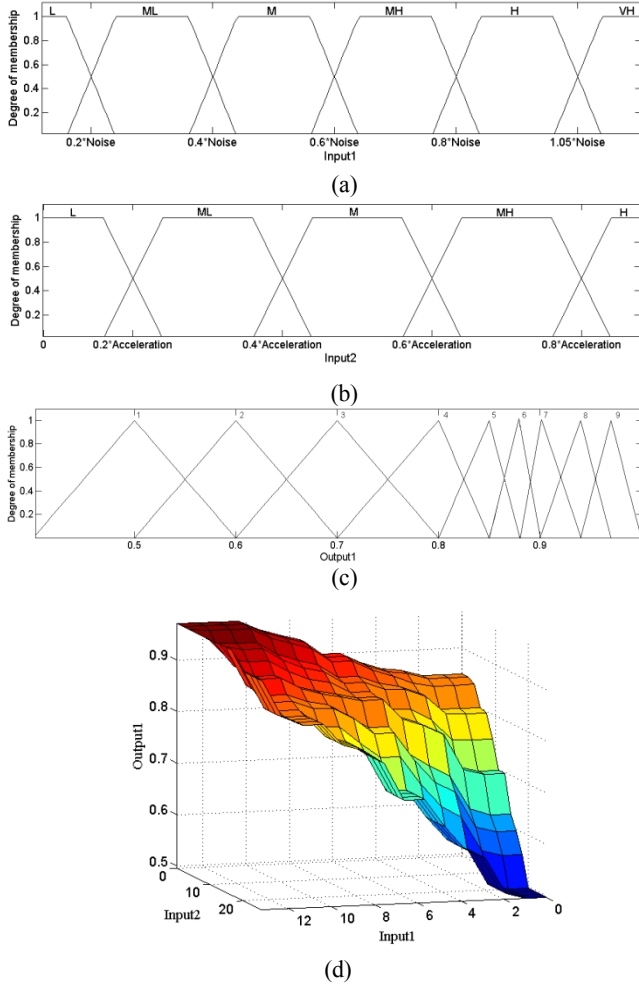 L ML M MH H VH
1
0.8
0.6
0.4
0.2
Degree of membership
0.2*Noise 0.4*Noise 0.6*Noise 0.8*Noise 1.05*Noise
Input1
(a)
L ML M MH H
1
0.8
0.6
0.4
0.2
Degree of membership
0 0.2*Acceleration 0.4*Acceleration 0.6*Acceleration 0.8*Acceleration
Input2
(b)
1 2 3 4 5 6 7 8 9
1
0.8
0.6
0.4
0.2
Degree of membership
0.5 0.6 0.7 0.8 0.9
Output1
(c)
0.9
0.8
0.7
0.6
0.5
Output1
0
10
20
Input2
12 10 8 6 4 2 0
Input1
(d)